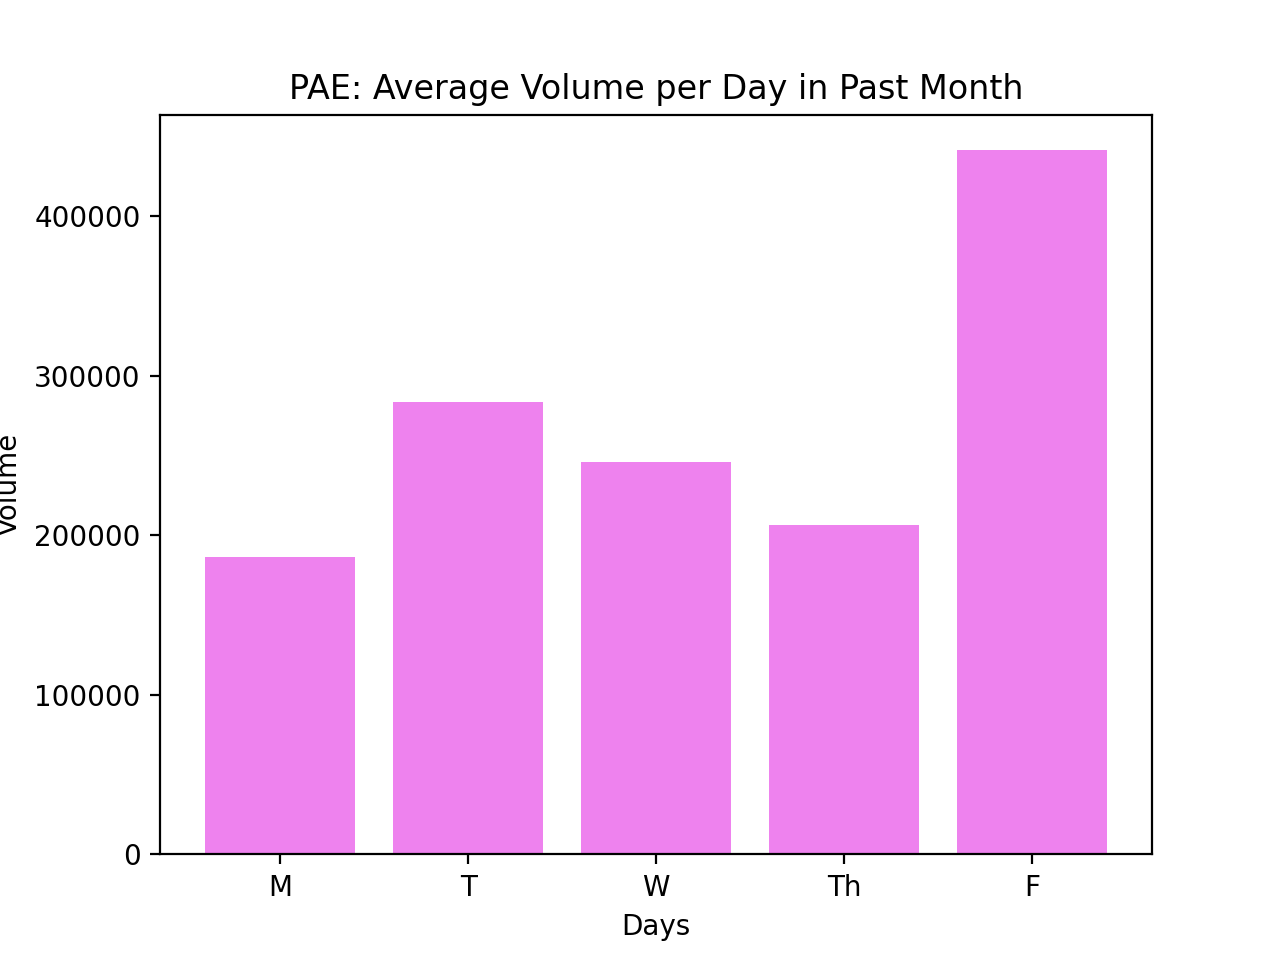 PAE: Average Volume per Day in Past Month
Volume
400000
300000
200000
100000
0
M
T
W
Th
F
Days